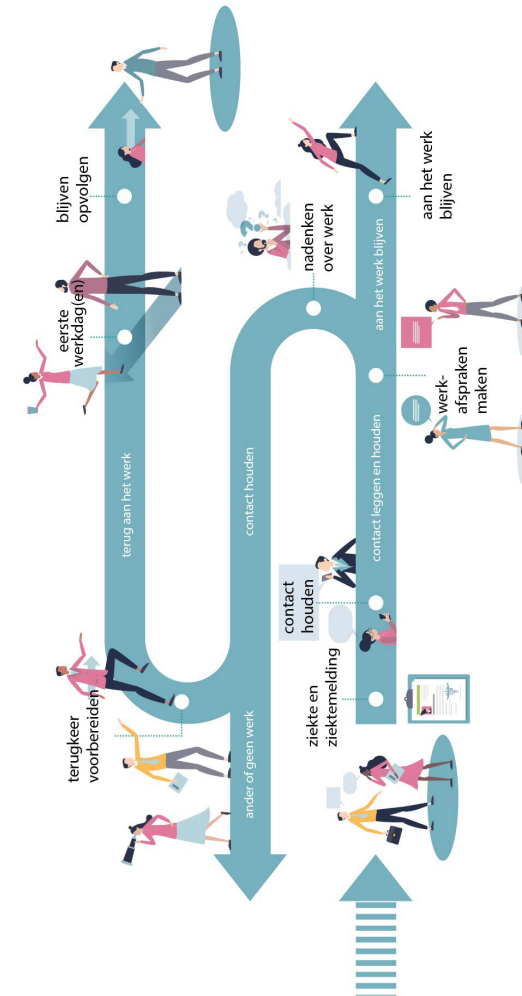 ziekte en
ziektemelding
contact
houden
contact leggen en houden
werk-
afspraken
maken
aan het werk blijven
aan het werk
blijven
nadenken
over werk
contact houden
ander of geen werk
terugkeer
voorbereiden
terug aan het werk
eerste
werkdag(en)
blijven
opvolgen